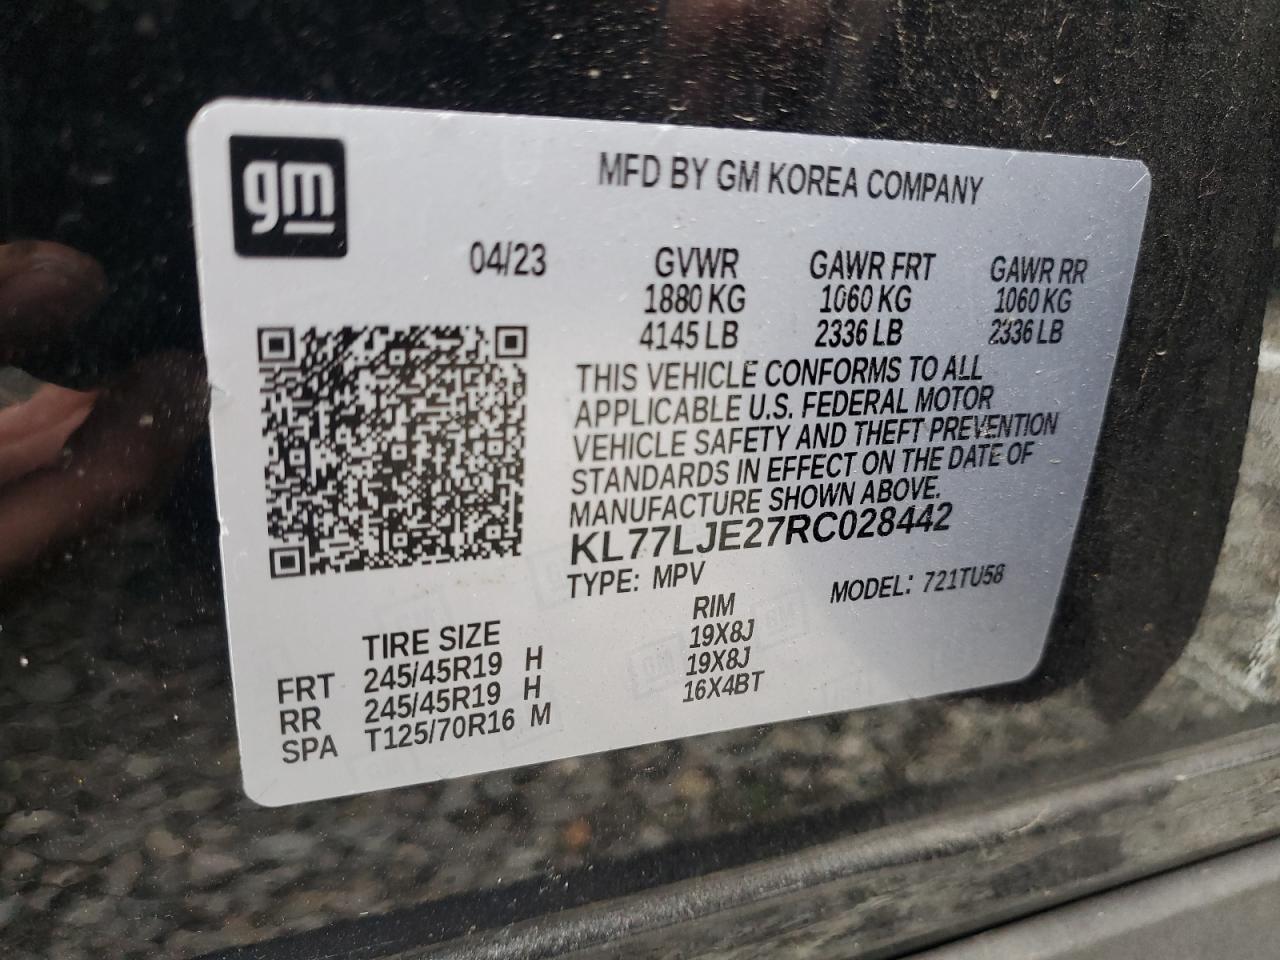 gm
MFD BY GM KOREA COMPANY
04/23 GVWR GAWR FRT GAWR RR
1880 KG 1060 KG 1060 KG
4145 LB 2336 LB 2336 LB
THIS VEHICLE CONFORMS TO ALL
APPLICABLE U.S. FEDERAL MOTOR
VEHICLE SAFETY AND THEFT PREVENTION
STANDARDS IN EFFECT ON THE DATE OF
MANUFACTURE SHOWN ABOVE.
KL77LJE27RC028442
TYPE: MPV MODEL: 721TU58
TIRE SIZE RIM
FRT 245/45R19 H 19X8J
RR 245/45R19 H 19X8J
SPA T125/70R16 M 16X4BT